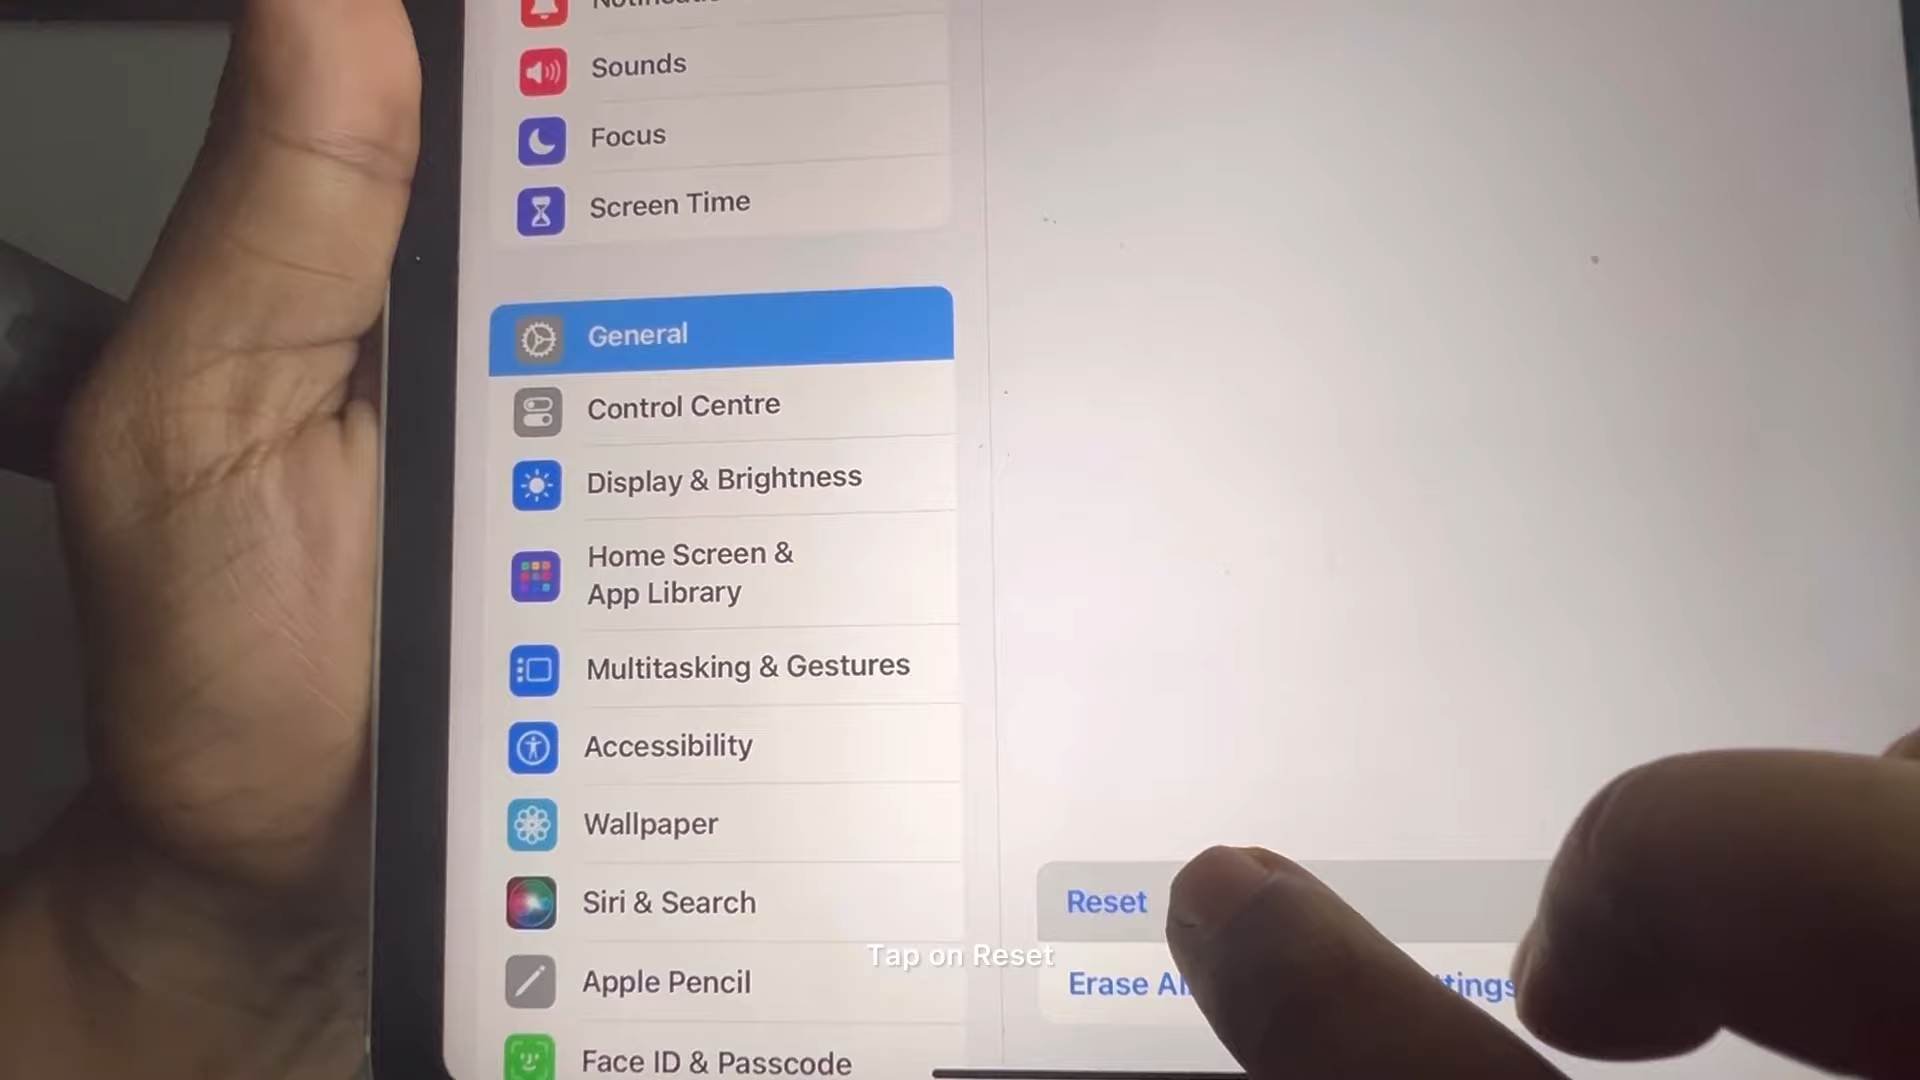 Sounds
Focus
Screen Time
General
Control Centre
Display & Brightness
Home Screen &
App Library
Multitasking & Gestures
Accessibility
Wallpaper
Siri & Search
Apple Pencil
Face ID & Passcode
Reset
Erase
Tap on Reset